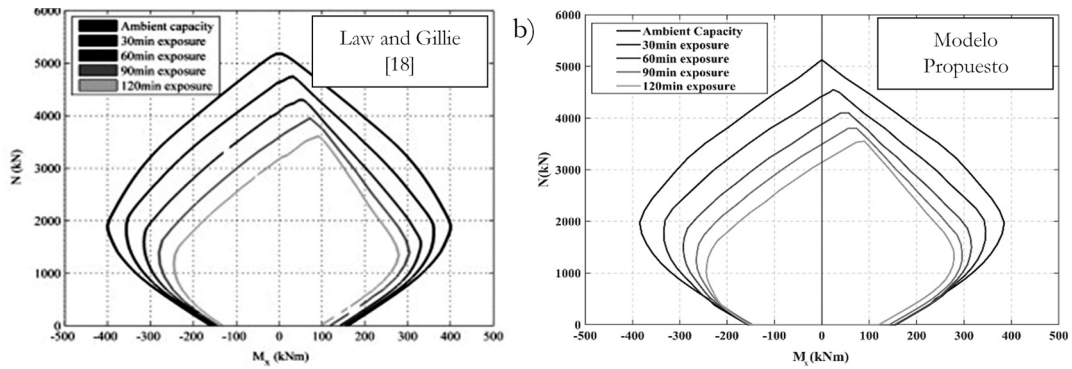 6000
5000
4000
3000
2000
1000
0
N (kN)
Ambient capacity
30min exposure
60min exposure
90min exposure
120min exposure
Law and Gillie
[18]
-500 -400 -300 -200 -100 0 100 200 300 400 500
Mx (kNm)
b)
6000
5000
4000
3000
2000
1000
0
N(kN)
Ambient Capacity
30min exposure
60min exposure
90min exposure
120min exposure
Modelo
Propuesto
-500 -400 -300 -200 -100 0 100 200 300 400 500
Mx (kNm)